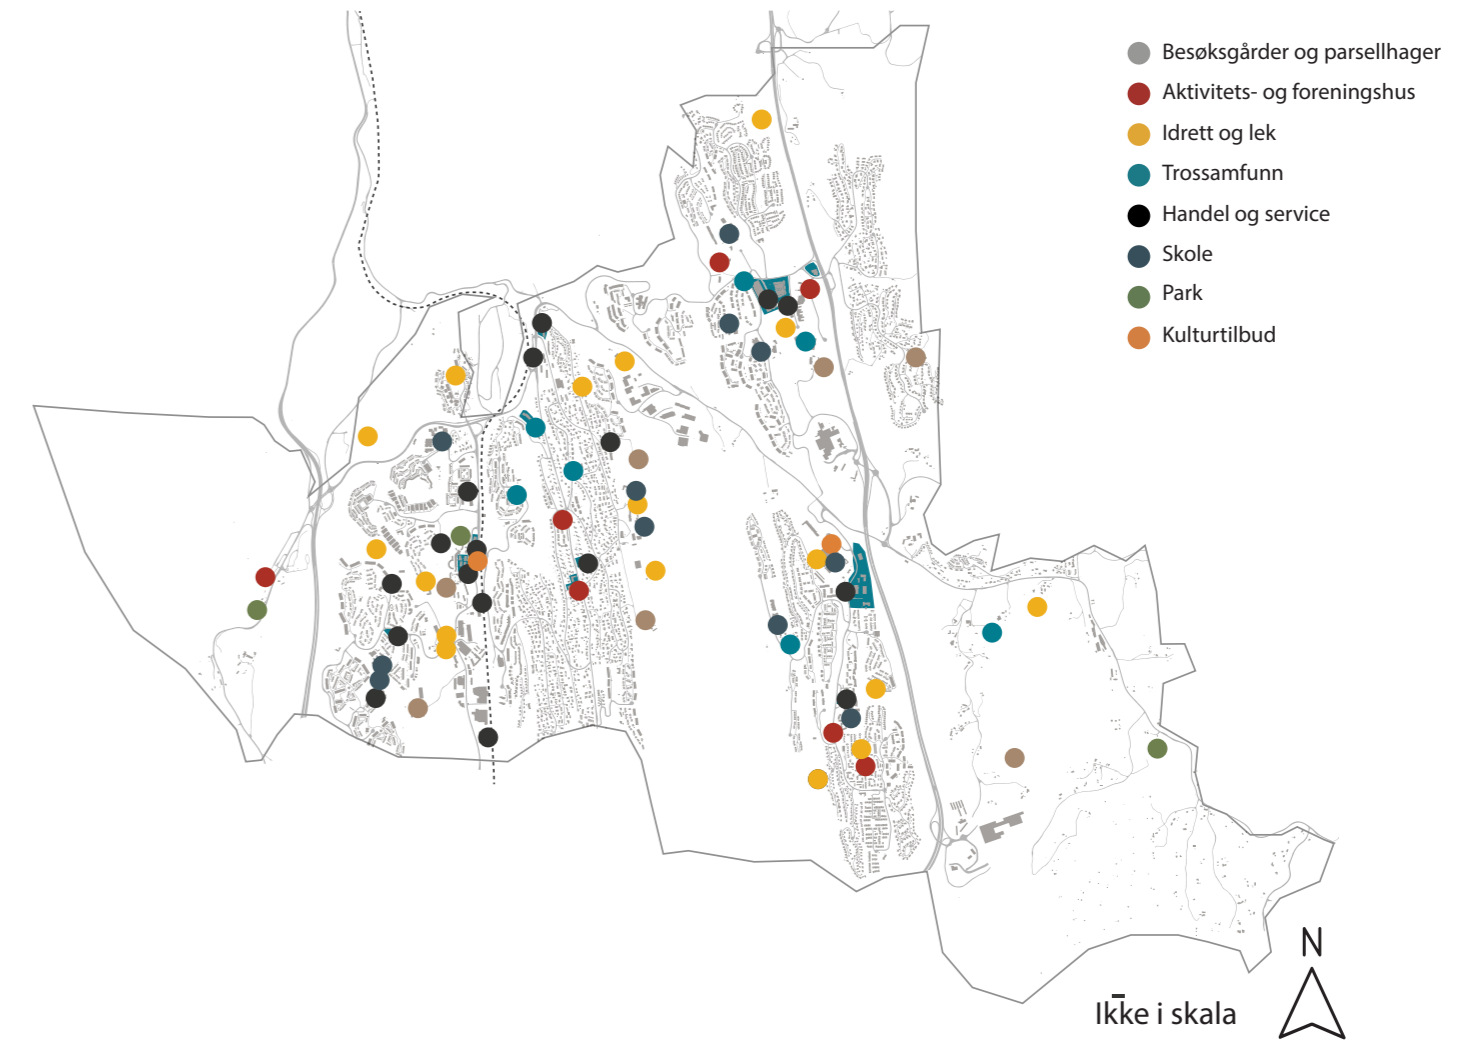 Besøksgårder og parsellhager
Aktivitets- og foreningshus
Idrett og lek
Trossamfunn
Handel og service
Skole
Park
Kulturtilbud
N
Ikke i skala